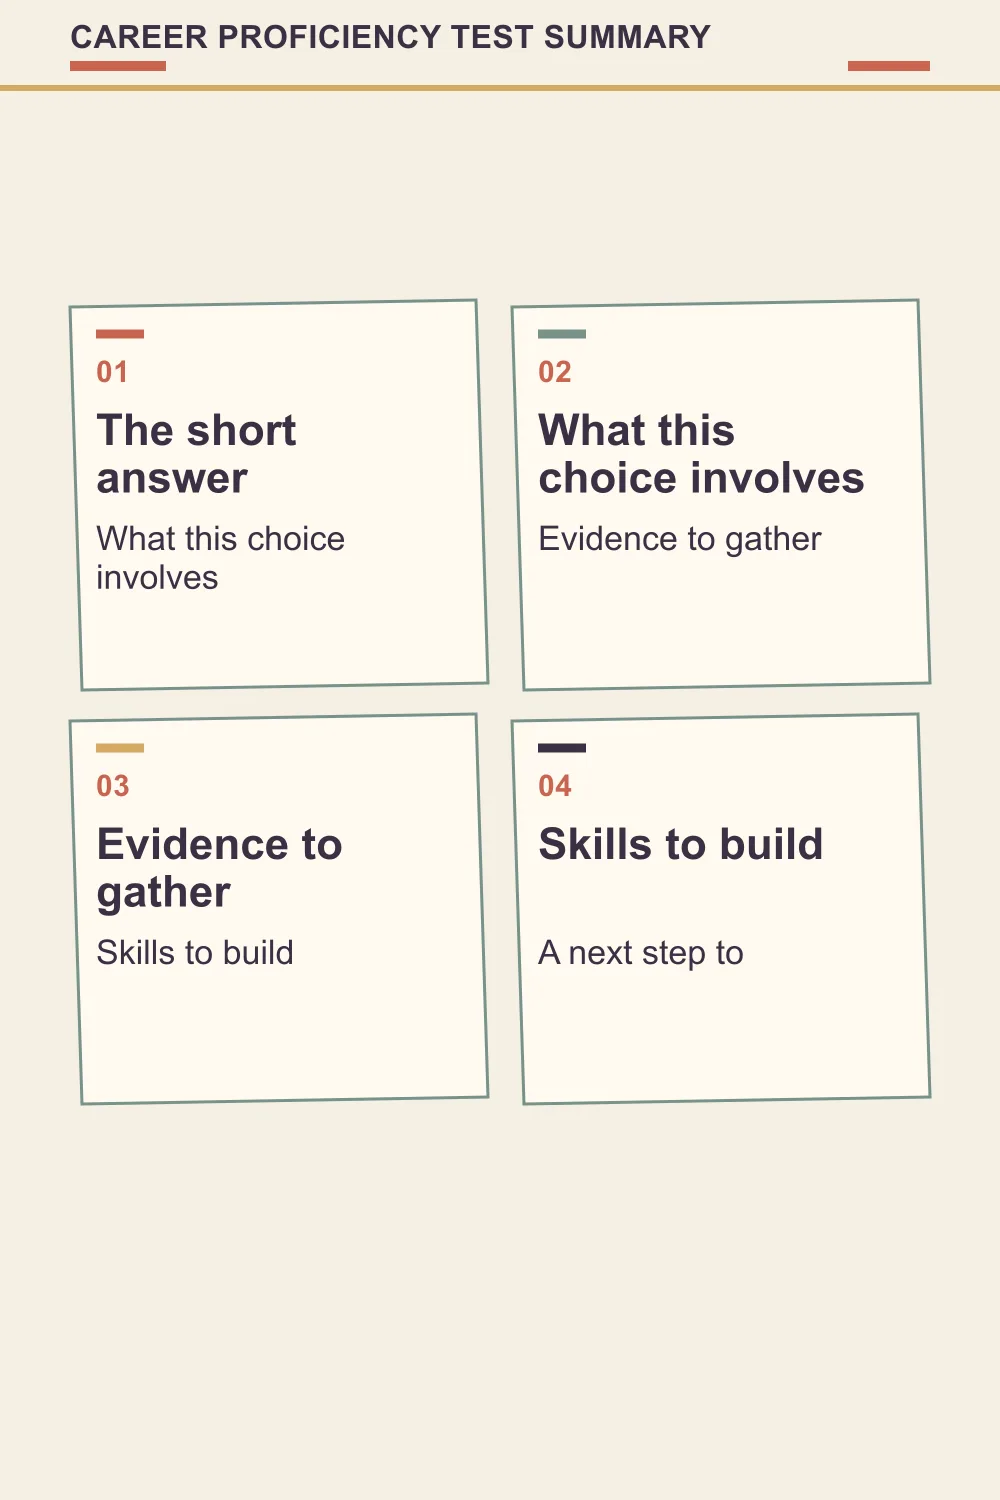 CAREER PROFICIENCY TEST SUMMARY
01
The short
answer
What this choice
involves
02
What this
choice involves
Evidence to gather
03
Evidence to
gather
Skills to build
04
Skills to build
A next step to